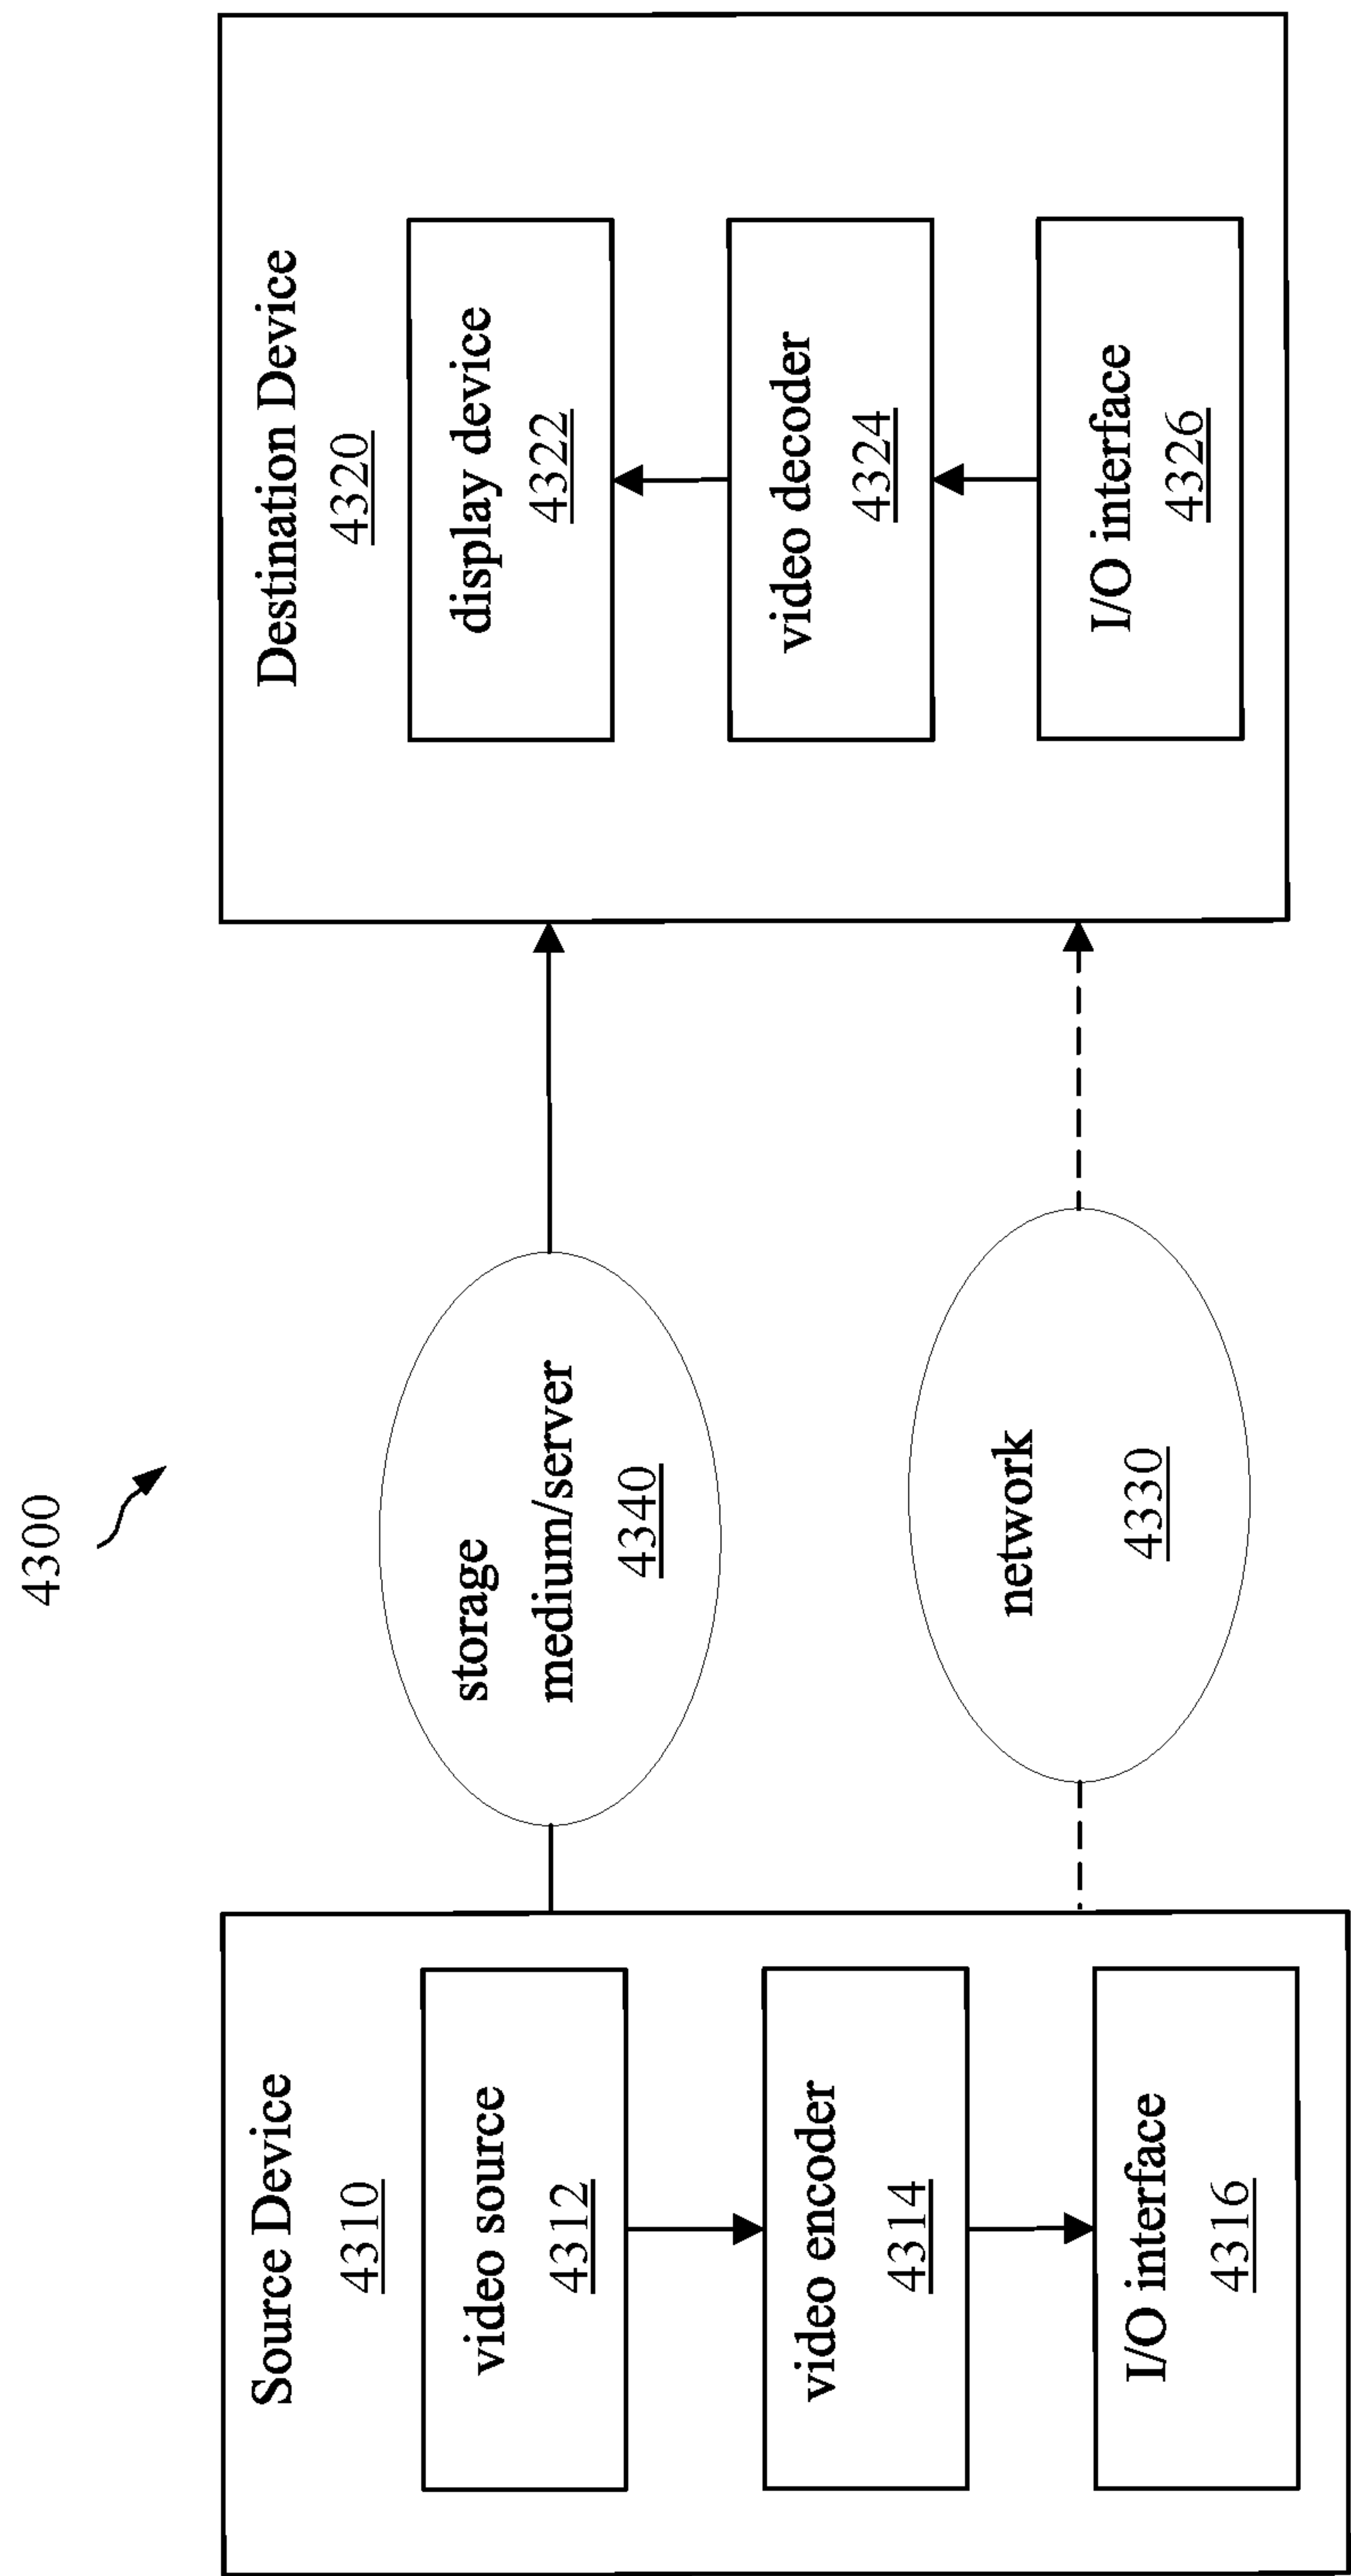 4300
Source Device
4310
video source
4312
video encoder
4314
I/O interface
4316
storage
medium/server
4340
network
4330
Destination Device
4320
display device
4322
video decoder
4324
I/O interface
4326